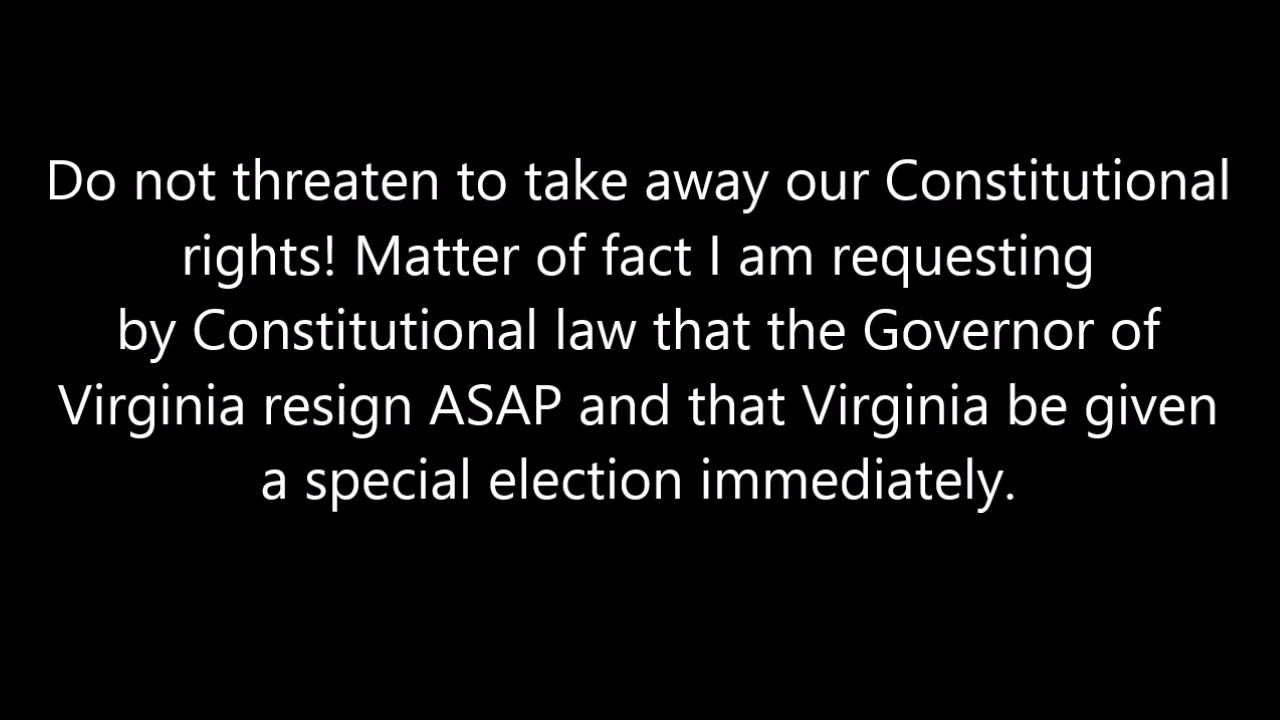 Do not threaten to take away our Constitutional
rights! Matter of fact I am requesting
by Constitutional law that the Governor of
Virginia resign ASAP and that Virginia be given
a special election immediately.